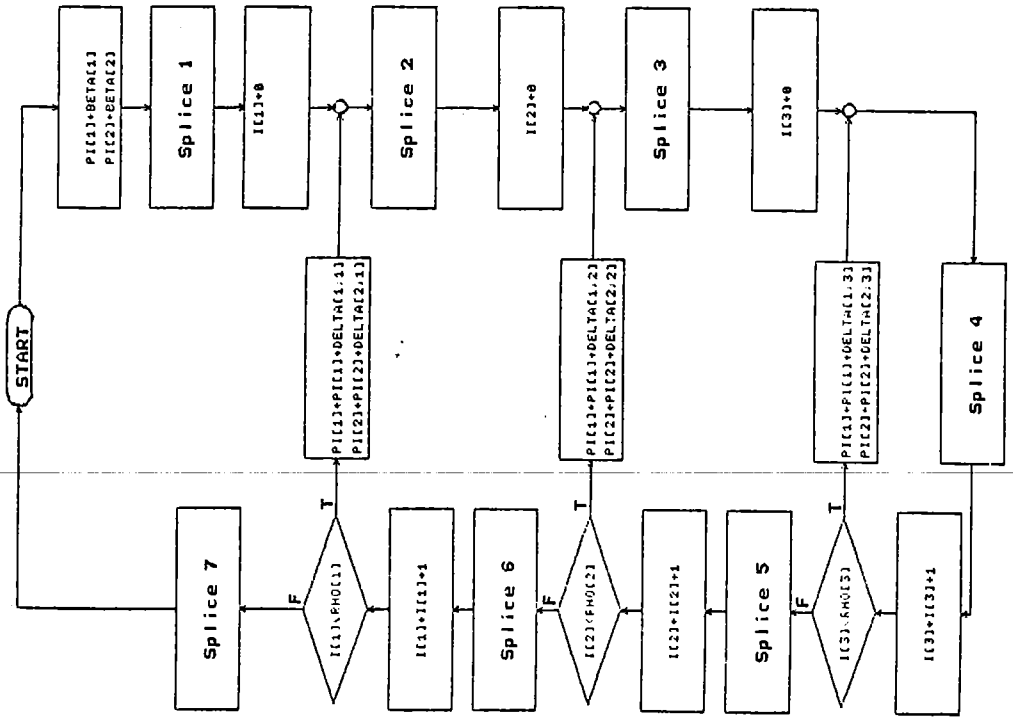 START
PI[1]+BETA[1]
PI[2]+BETA[2]
Splice 1
I[1]+0
Splice 2
I[2]+0
Splice 3
I[3]+0
PI[1]+PI[1]+DELTA[1,1]
PI[2]+PI[2]+DELTA[2,1]
PI[1]+PI[1]+DELTA[1,2]
PI[2]+PI[2]+DELTA[2,2]
PI[1]+PI[1]+DELTA[1,3]
PI[2]+PI[2]+DELTA[2,3]
Splice 4
Splice 7
F
I[1]<RHO[1]
T
I[1]+I[1]+1
Splice 6
F
I[2]<RHO[2]
T
I[2]+I[2]+1
Splice 5
F
I[3]<RHO[3]
T
I[3]+I[3]+1